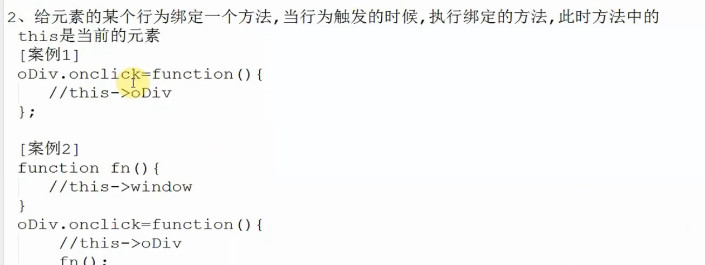 2、给元素的某个行为绑定一个方法,当行为触发的时候,执行绑定的方法,此时方法中的
this是当前的元素
[案例1]
oDiv.onclick=function(){
//this->oDiv
};
[案例2]
function fn(){
//this->window
}
oDiv.onclick=function(){
//this->oDiv
fn();